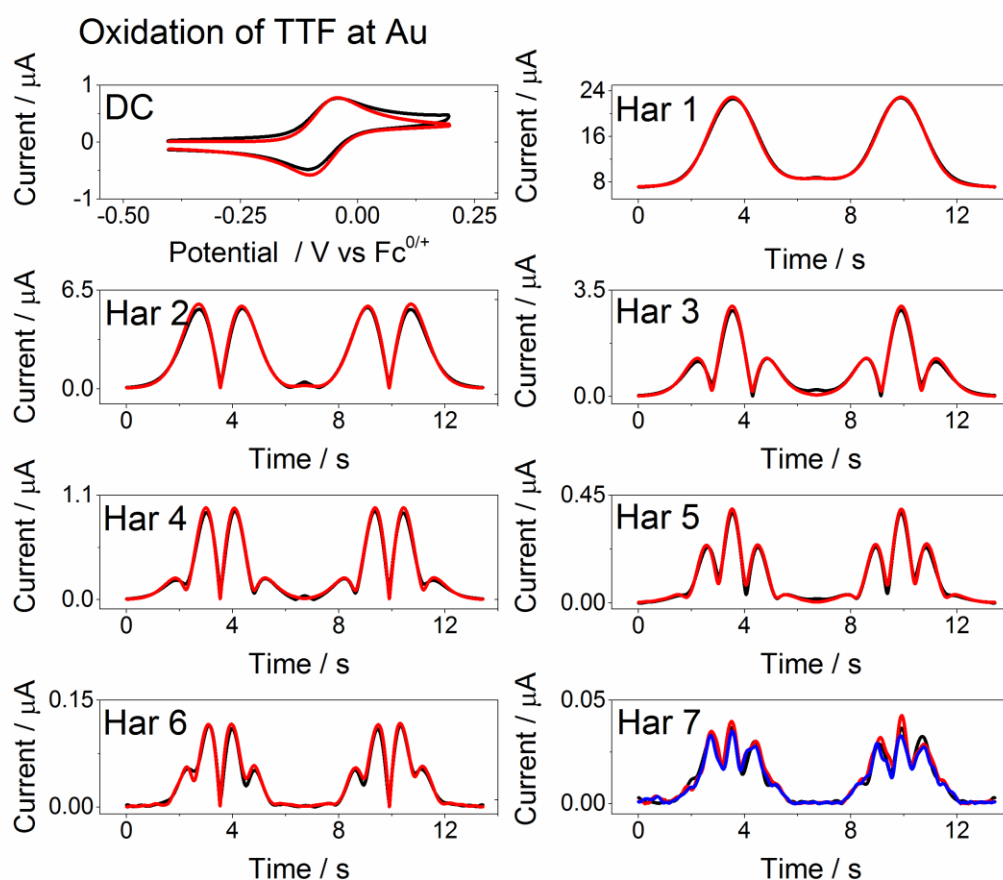 Oxidation of TTF at Au
DC
Current / μA
1
0
-1
-0.50 -0.25 0.00 0.25
Potential / V vs Fc0/+
Har 1
Current / μA
24
16
8
0 4 8 12
Time / s
Har 2
Current / μA
6.5
0.0
0 4 8 12
Time / s
Har 3
Current / μA
3.5
0.0
0 4 8 12
Time / s
Har 4
Current / μA
1.1
0.0
0 4 8 12
Time / s
Har 5
Current / μA
0.45
0.00
0 4 8 12
Time / s
Har 6
Current / μA
0.15
0.00
0 4 8 12
Time / s
Har 7
Current / μA
0.05
0.00
0 4 8 12
Time / s